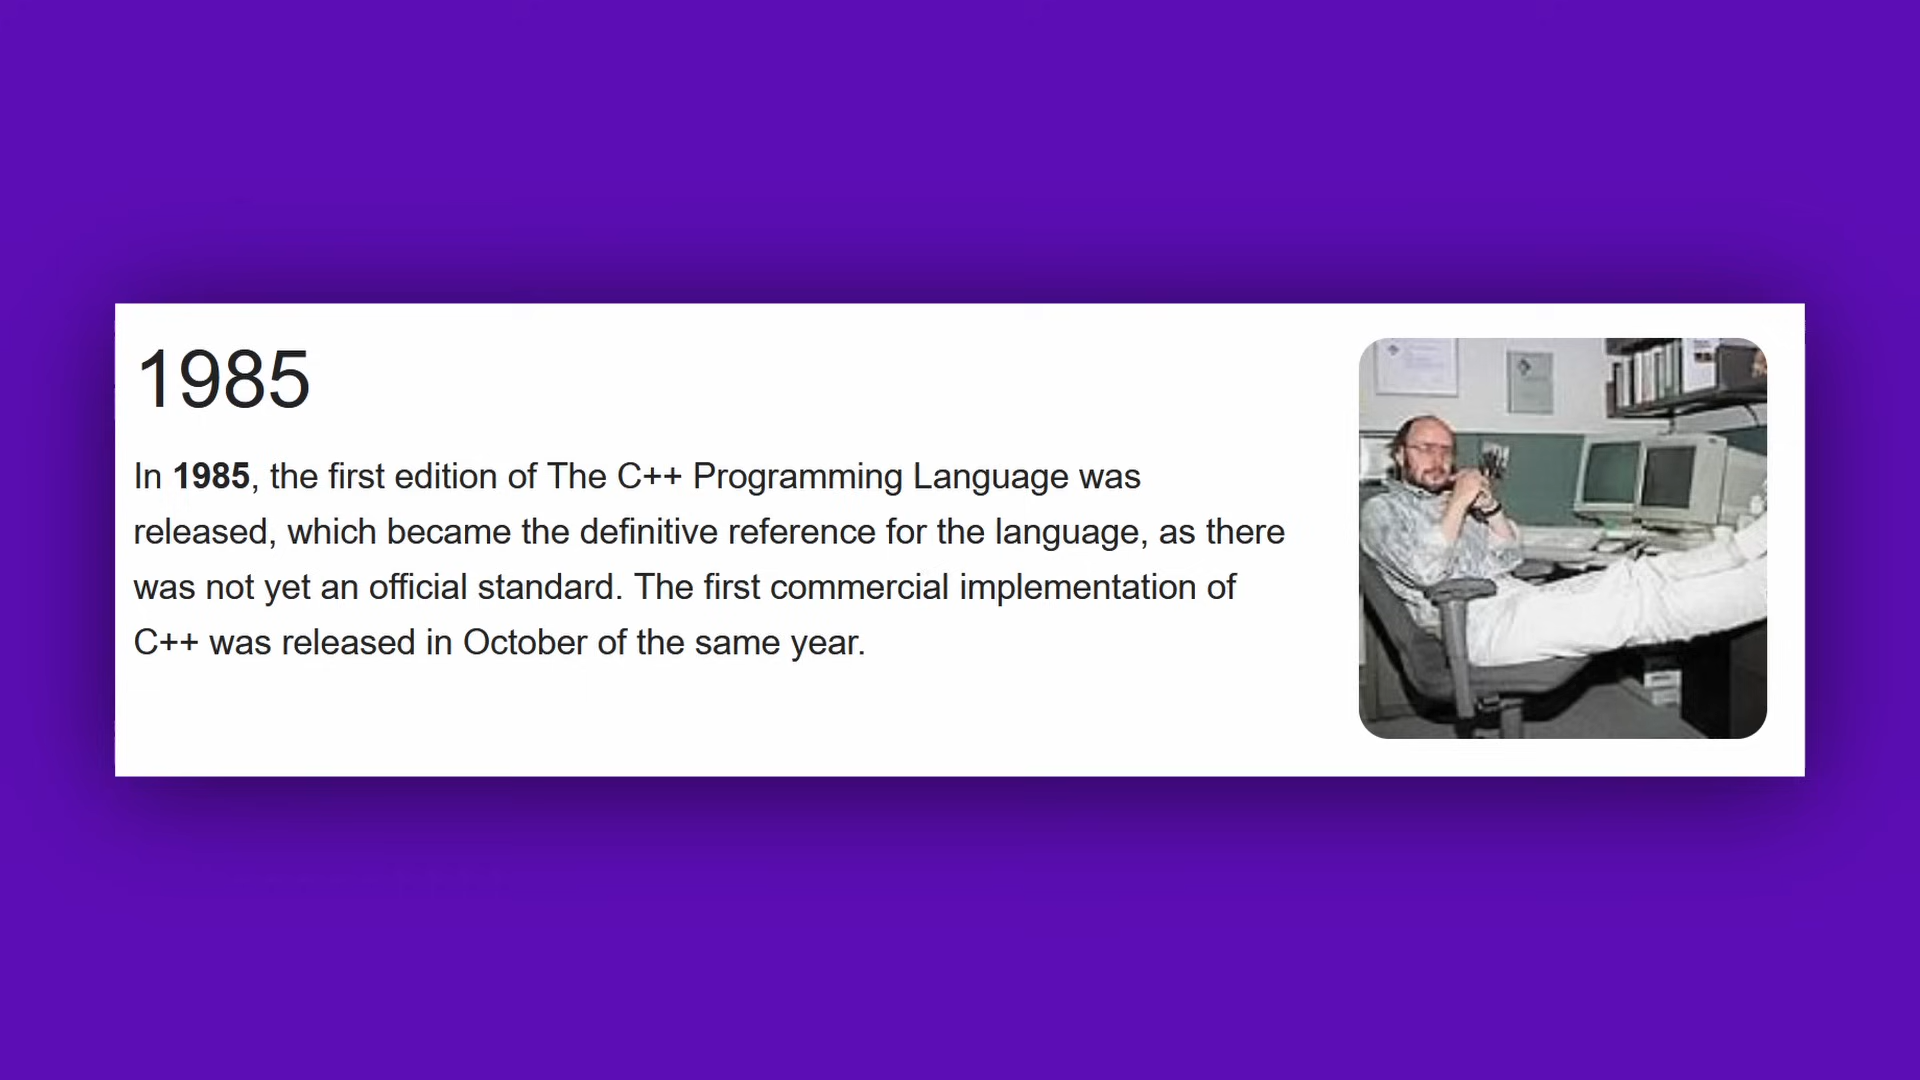 1985
In 1985, the first edition of The C++ Programming Language was
released, which became the definitive reference for the language, as there
was not yet an official standard. The first commercial implementation of
C++ was released in October of the same year.